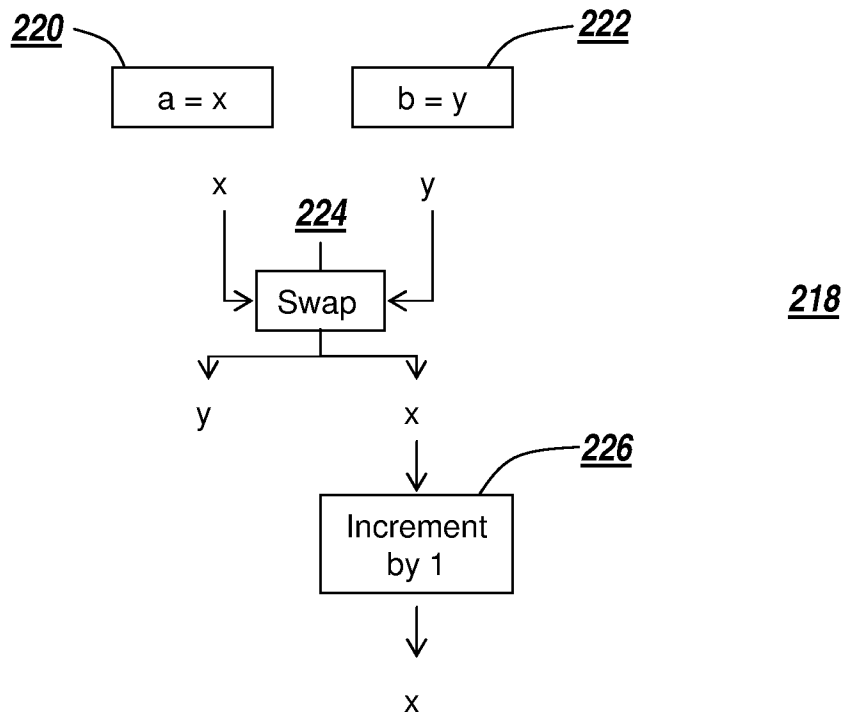 220
222
a = x
b = y
x
y
224
Swap
218
y
x
226
Increment
by 1
x